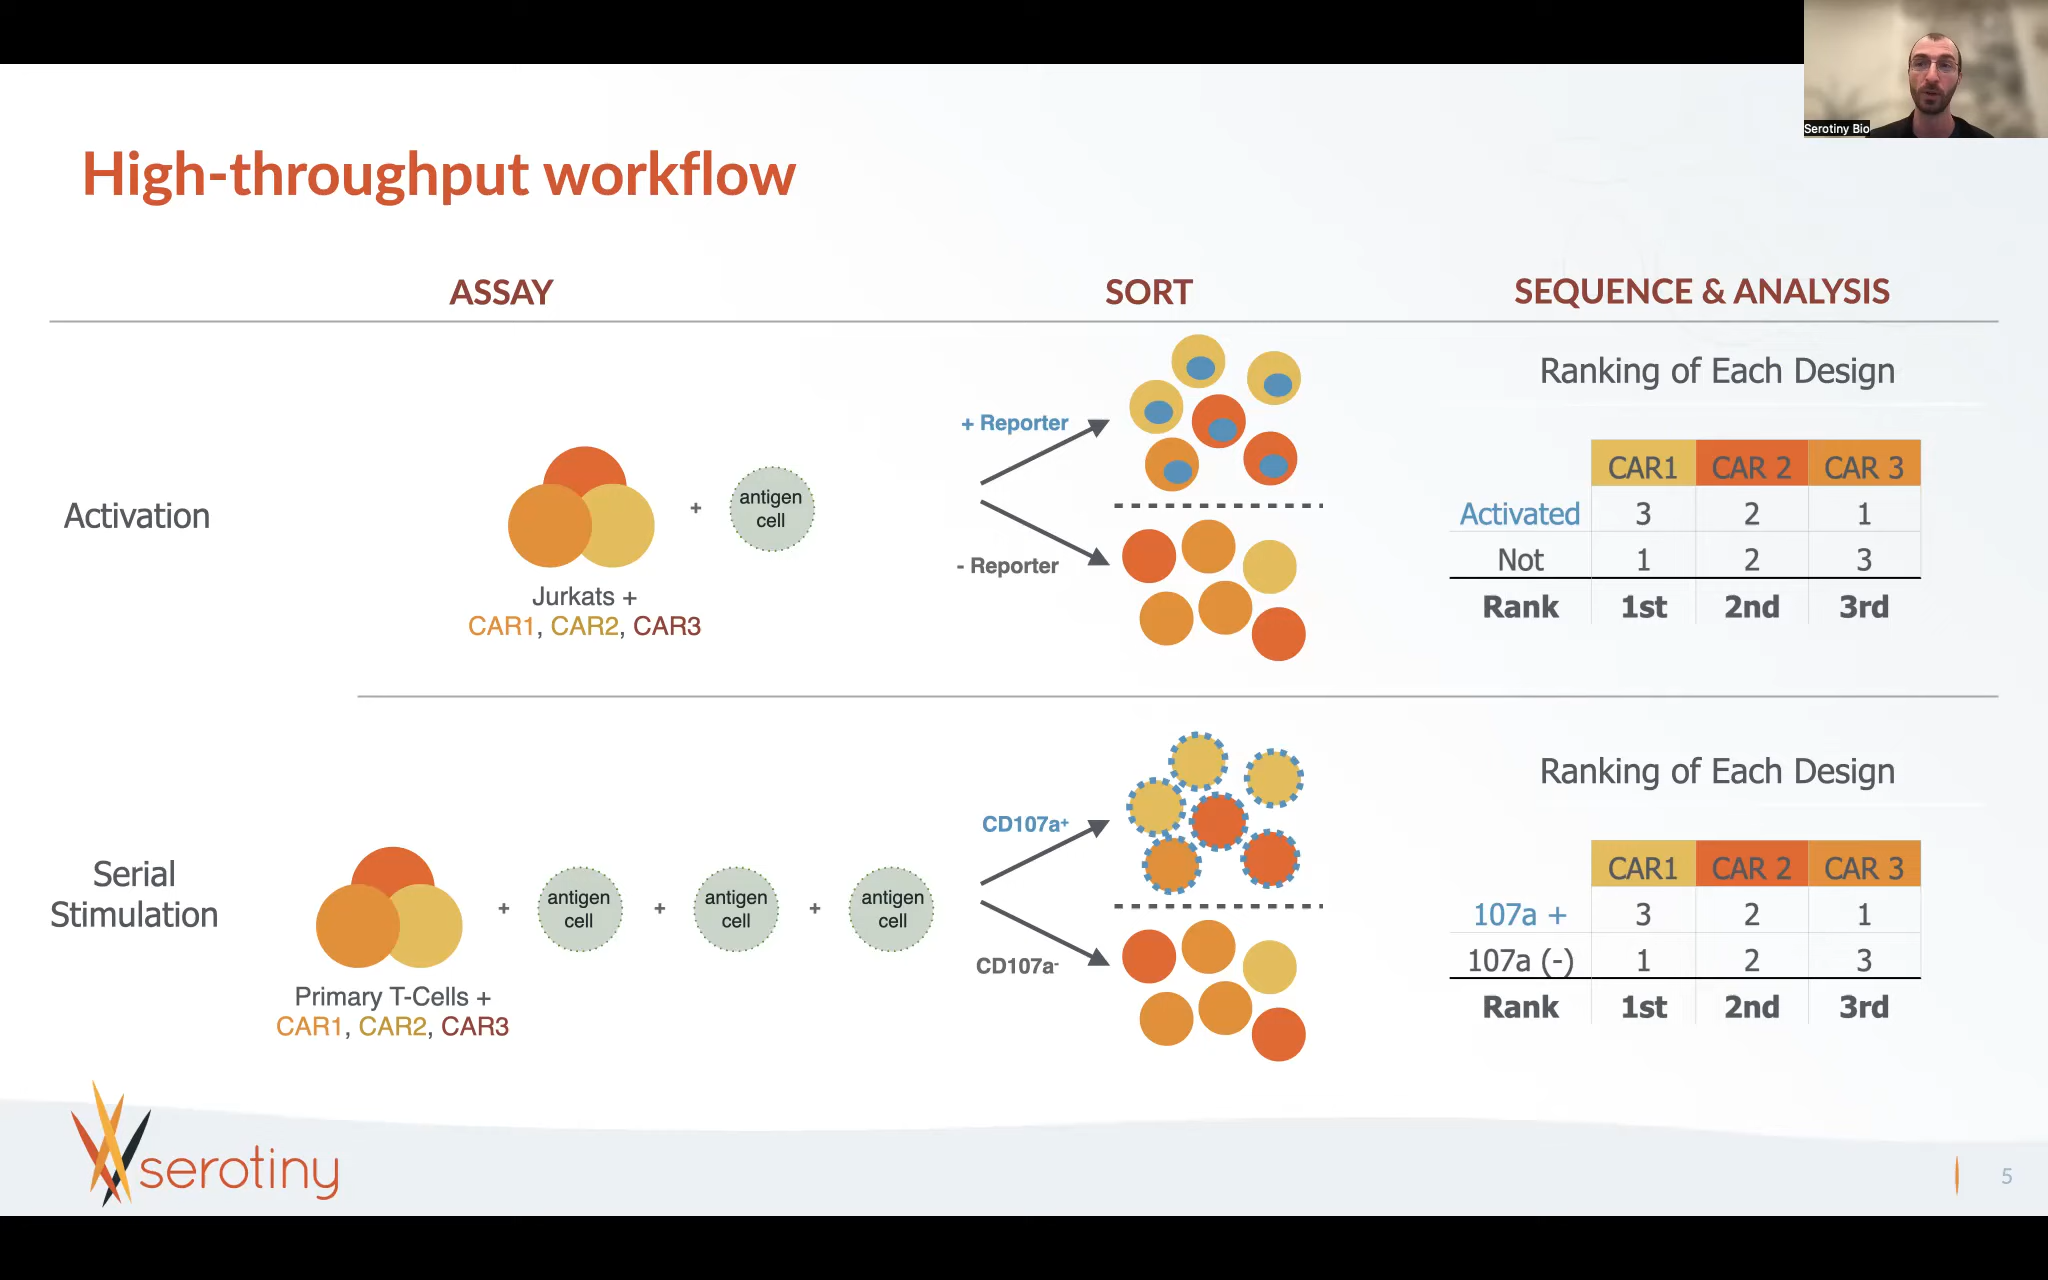 Serotiny Bio
High-throughput workflow
ASSAY
SORT
SEQUENCE & ANALYSIS
Activation
Jurkats +
CAR1, CAR2, CAR3
+
antigen
cell
+ Reporter
- Reporter
Ranking of Each Design
CAR1 CAR 2 CAR 3
Activated 3 2 1
Not 1 2 3
Rank 1st 2nd 3rd
Serial
Stimulation
Primary T-Cells +
CAR1, CAR2, CAR3
+
antigen
cell
+
antigen
cell
+
antigen
cell
CD107a+
CD107a-
Ranking of Each Design
CAR1 CAR 2 CAR 3
107a + 3 2 1
107a (-) 1 2 3
Rank 1st 2nd 3rd
serotiny
5